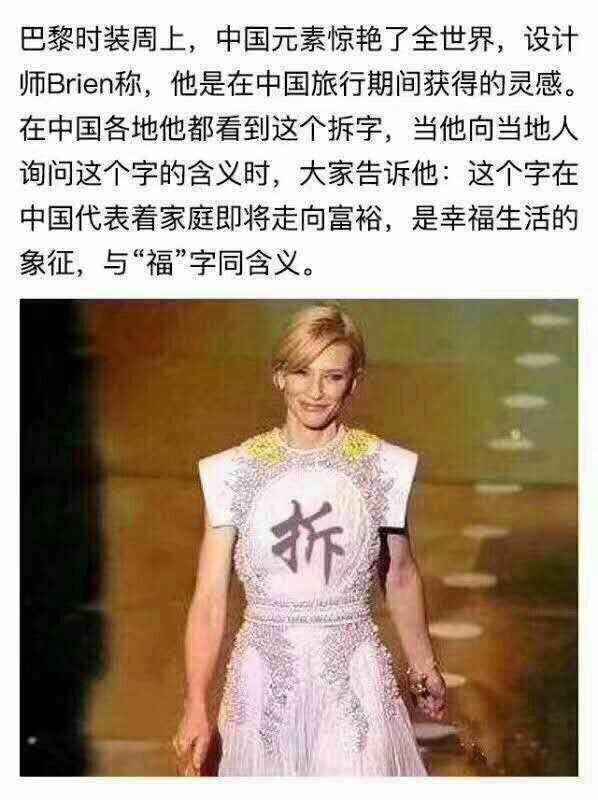 巴黎时装周上，中国元素惊艳了全世界，设计
师Brien称，他是在中国旅行期间获得的灵感。
在中国各地他都看到这个拆字，当他向当地人
询问这个字的含义时，大家告诉他：这个字在
中国代表着家庭即将走向富裕，是幸福生活的
象征，与“福”字同含义。
拆